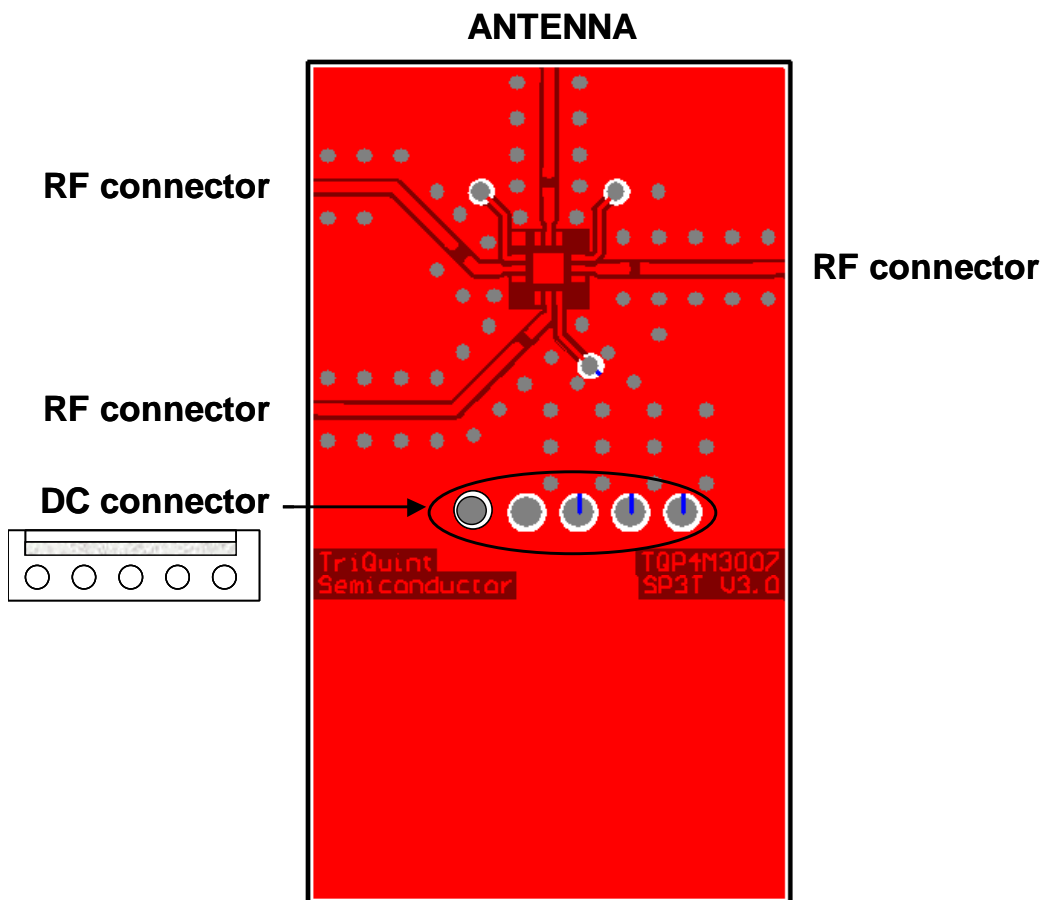 ANTENNA
RF connector
RF connector
RF connector
DC connector
TriQuint
Semiconductor
TQP4M3007
SP3T V3.0